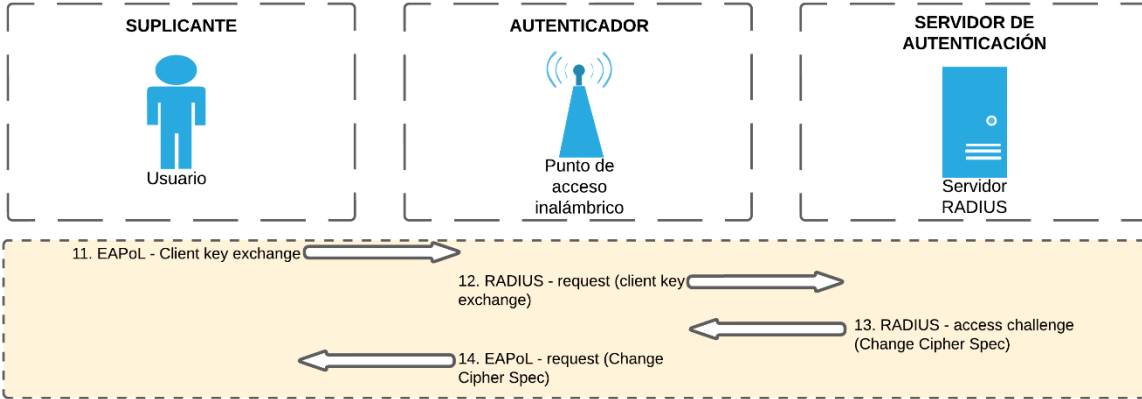 SUPLICANTE
Usuario
AUTENTICADOR
Punto de
acceso
inalámbrico
SERVIDOR DE
AUTENTICACIÓN
Servidor
RADIUS
11. EAPoL - Client key exchange
12. RADIUS - request (client key
exchange)
13. RADIUS - access challenge
(Change Cipher Spec)
14. EAPoL - request (Change
Cipher Spec)